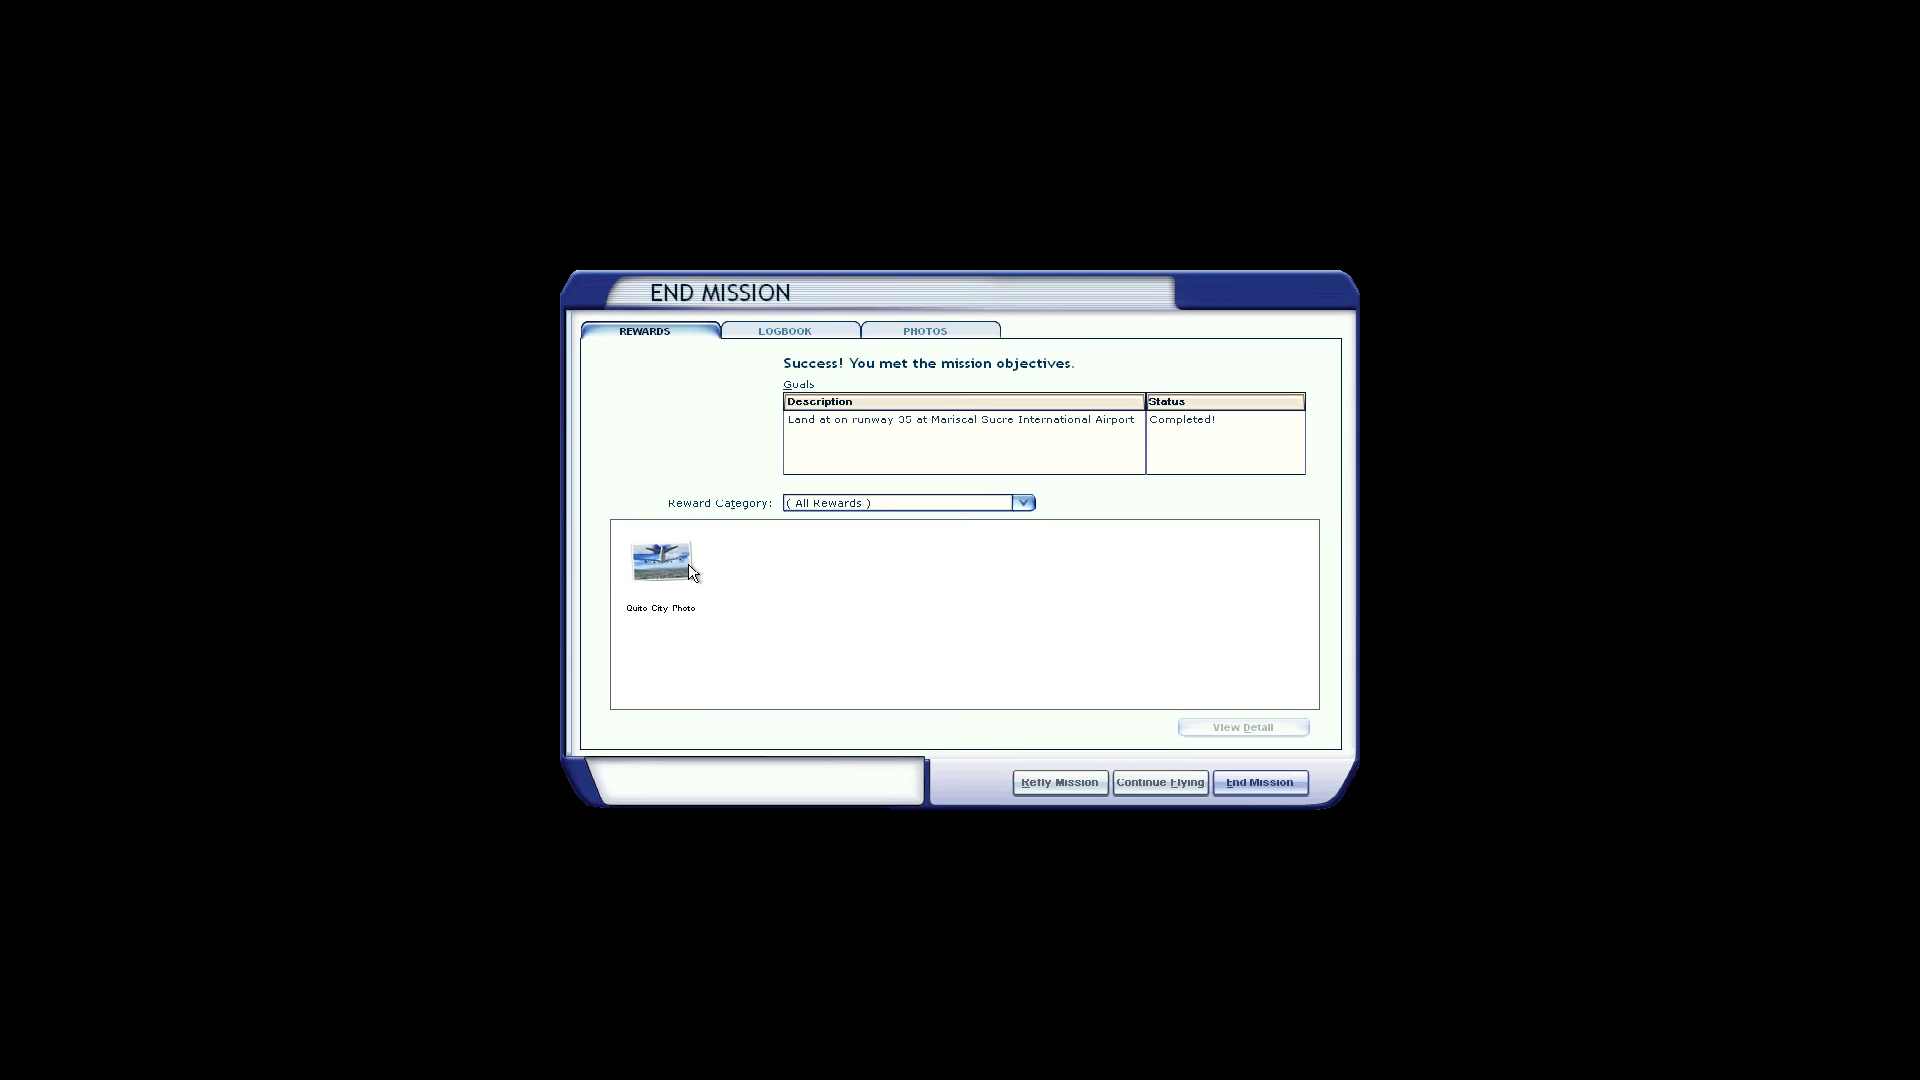 END MISSION
REWARDS
LOGBOOK
PHOTOS
Success! You met the mission objectives.
Goals
Description
Status
Land at on runway 35 at Mariscal Sucre International Airport
Completed!
Reward Category:
( All Rewards )
Quito City Photo
View Detail
Refly Mission
Continue Flying
End Mission